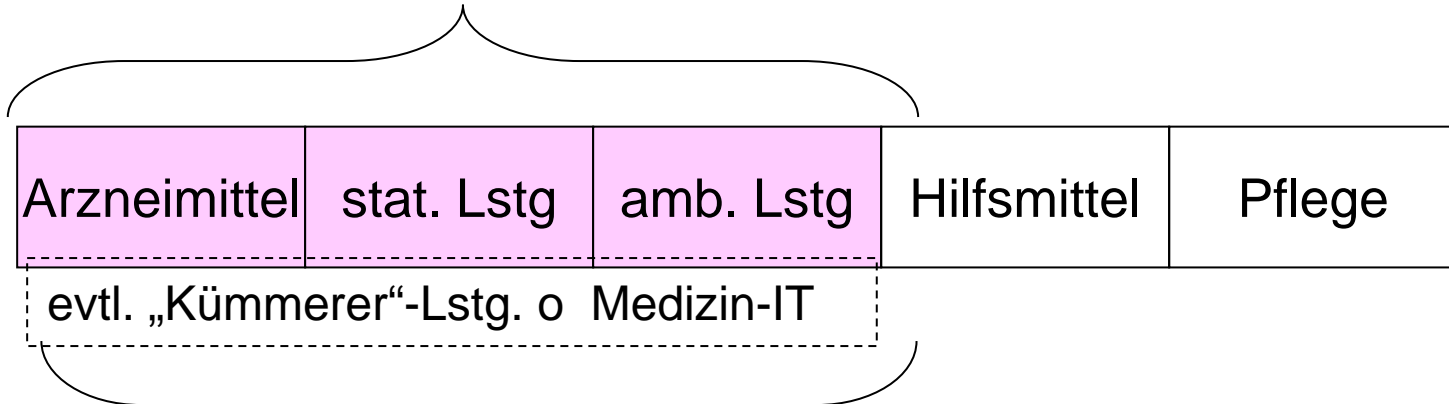 Arzneimittel stat. Lstg amb. Lstg Hilfsmittel Pflege
evtl. „Kümmerer“-Lstg. o Medizin-IT